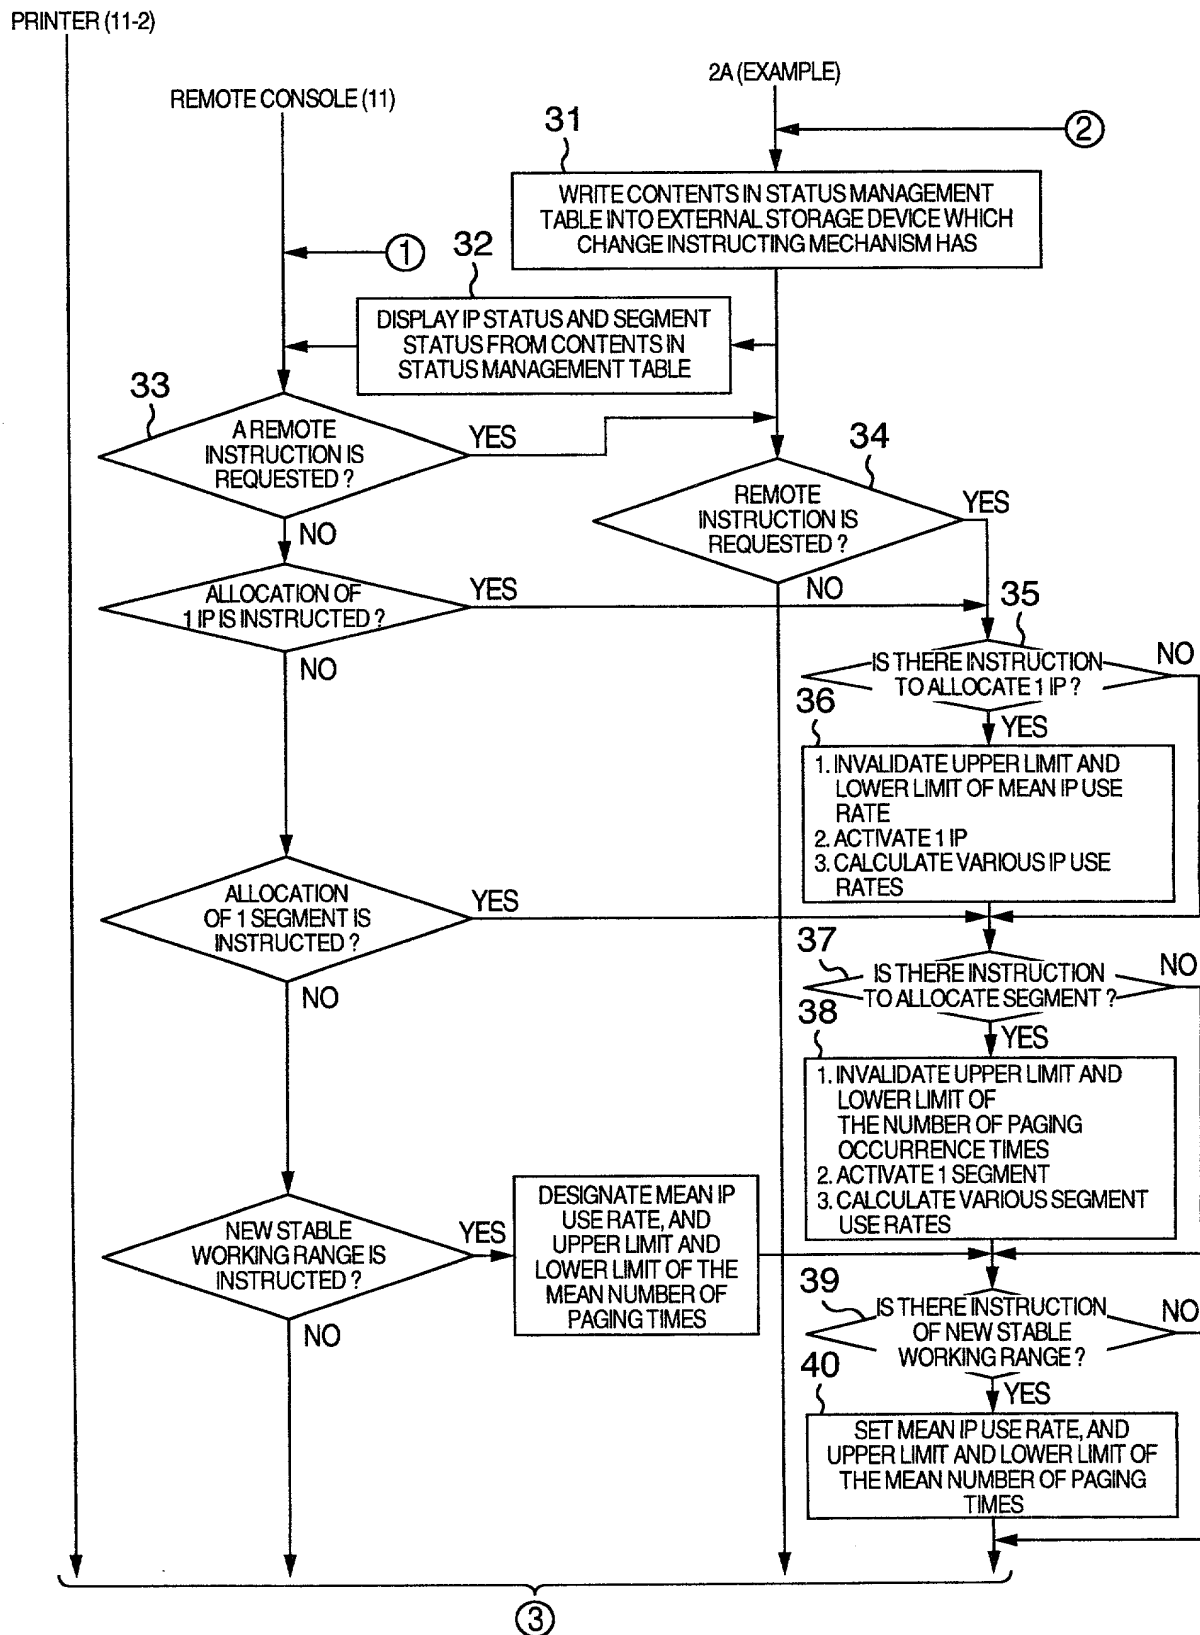 PRINTER (11-2)
2A (EXAMPLE)
REMOTE CONSOLE (11)
31
2
WRITE CONTENTS IN STATUS MANAGEMENT
TABLE INTO EXTERNAL STORAGE DEVICE WHICH
CHANGE INSTRUCTING MECHANISM HAS
1
32
DISPLAY IP STATUS AND SEGMENT
STATUS FROM CONTENTS IN
STATUS MANAGEMENT TABLE
33
A REMOTE
INSTRUCTION IS
REQUESTED ?
YES
NO
34
REMOTE
INSTRUCTION IS
REQUESTED ?
YES
NO
ALLOCATION OF
1 IP IS INSTRUCTED ?
YES
NO
35
IS THERE INSTRUCTION
TO ALLOCATE 1 IP ?
NO
YES
36
1. INVALIDATE UPPER LIMIT AND
LOWER LIMIT OF MEAN IP USE
RATE
2. ACTIVATE 1 IP
3. CALCULATE VARIOUS IP USE
RATES
ALLOCATION
OF 1 SEGMENT IS
INSTRUCTED ?
YES
NO
37
IS THERE INSTRUCTION
TO ALLOCATE SEGMENT ?
NO
YES
38
1. INVALIDATE UPPER LIMIT AND
LOWER LIMIT OF
THE NUMBER OF PAGING
OCCURRENCE TIMES
2. ACTIVATE 1 SEGMENT
3. CALCULATE VARIOUS SEGMENT
USE RATES
NEW STABLE
WORKING RANGE IS
INSTRUCTED ?
YES
NO
DESIGNATE MEAN IP
USE RATE, AND
UPPER LIMIT AND
LOWER LIMIT OF THE
MEAN NUMBER OF
PAGING TIMES
39
IS THERE INSTRUCTION
OF NEW STABLE
WORKING RANGE ?
NO
YES
40
SET MEAN IP USE RATE, AND
UPPER LIMIT AND LOWER LIMIT OF
THE MEAN NUMBER OF PAGING
TIMES
3